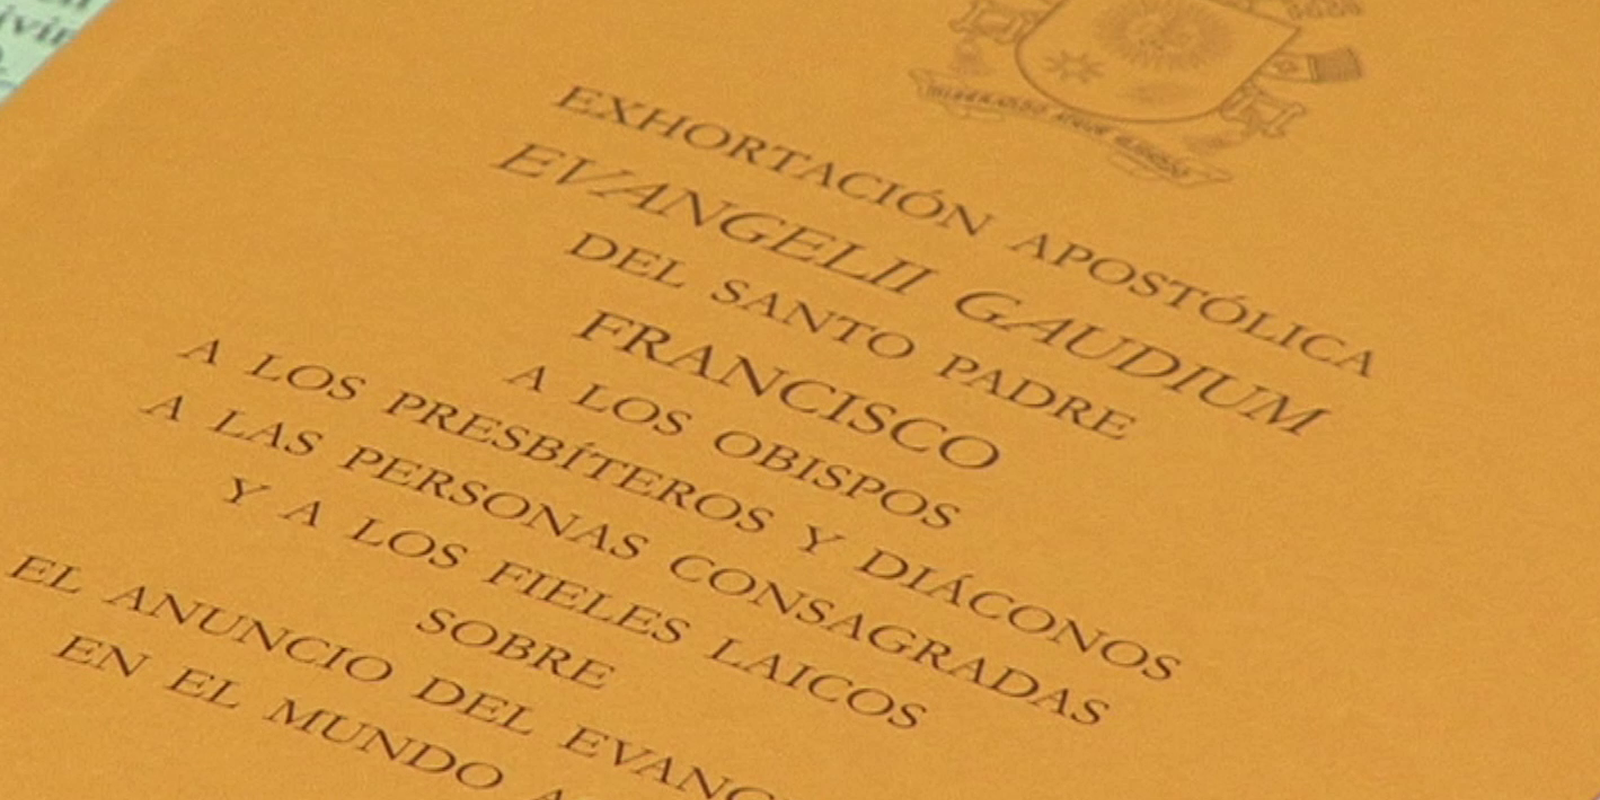 EXHORTACIÓN APOSTÓLICA
EVANGELII GAUDIUM
DEL SANTO PADRE
FRANCISCO
A LOS OBISPOS
A LOS PRESBÍTEROS Y DIÁCONOS
A LAS PERSONAS CONSAGRADAS
Y A LOS FIELES LAICOS
SOBRE
EL ANUNCIO DEL EVANG
EN EL MUNDO A